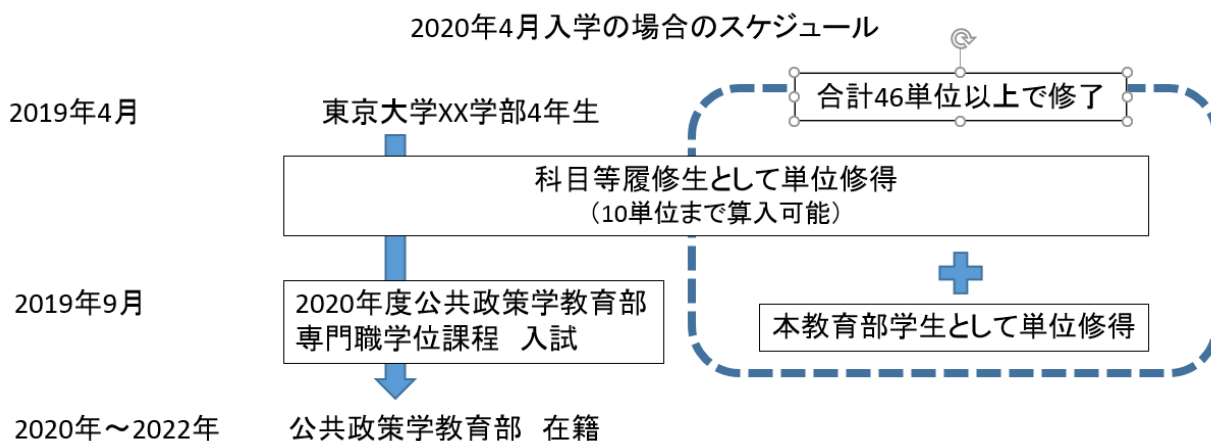 2020年4月入学の場合のスケジュール
合計46単位以上で修了
2019年4月
東京大学XX学部4年生
科目等履修生として単位修得
（10単位まで算入可能）
2019年9月
2020年度公共政策学教育部
専門職学位課程　入試
本教育部学生として単位修得
2020年～2022年
公共政策学教育部　在籍